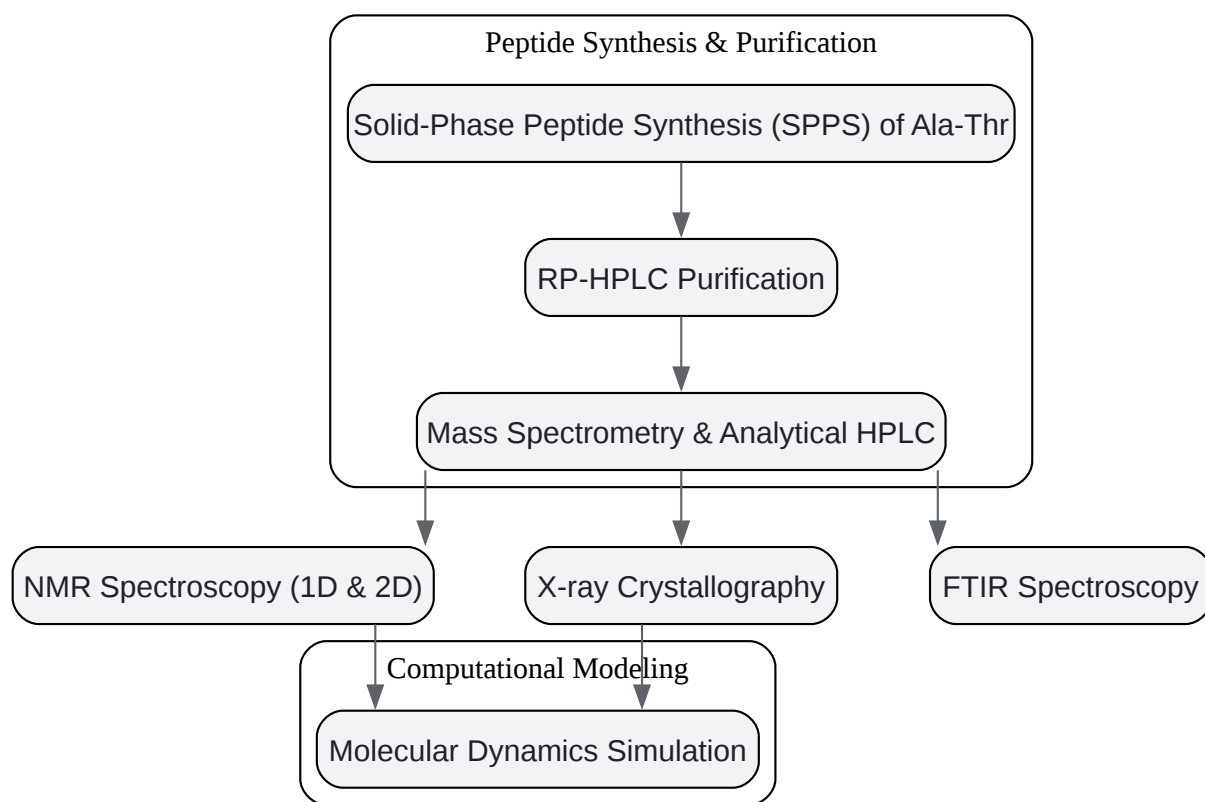 Peptide Synthesis & Purification
Solid-Phase Peptide Synthesis (SPPS) of Ala-Thr
RP-HPLC Purification
Mass Spectrometry & Analytical HPLC
NMR Spectroscopy (1D & 2D)
X-ray Crystallography
FTIR Spectroscopy
Computational Modeling
Molecular Dynamics Simulation